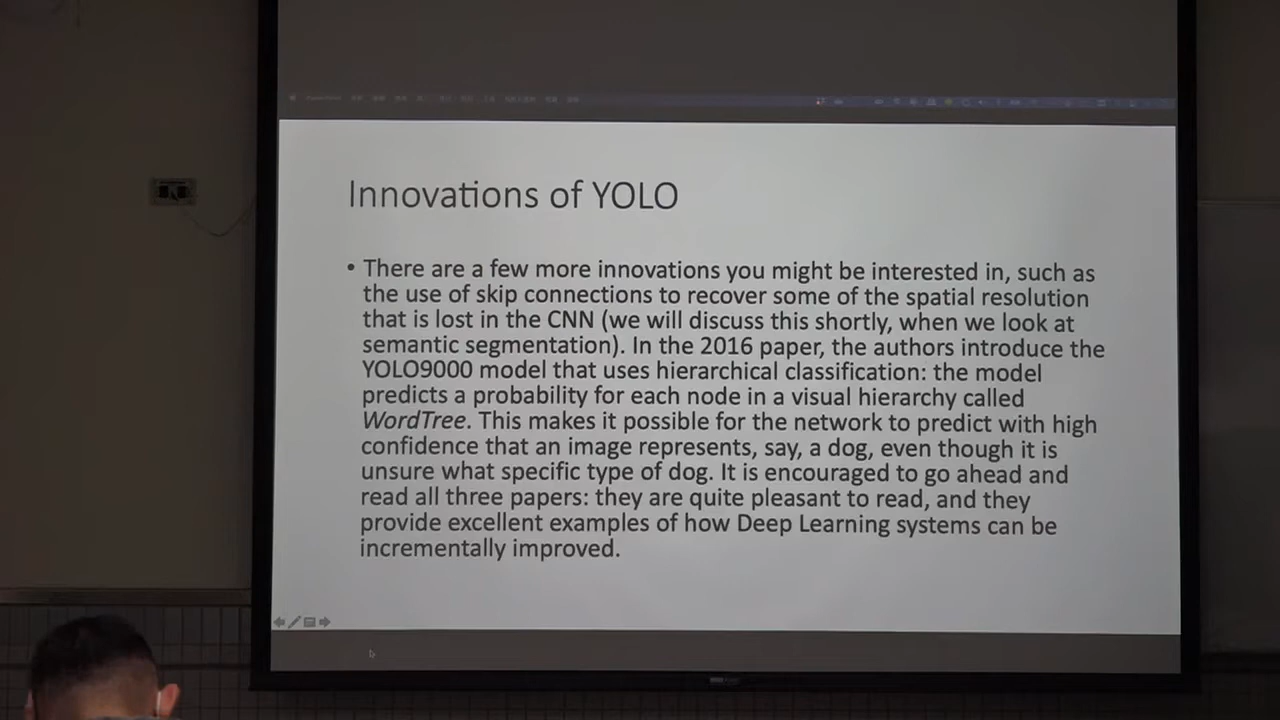 Innovations of YOLO
• There are a few more innovations you might be interested in, such as
the use of skip connections to recover some of the spatial resolution
that is lost in the CNN (we will discuss this shortly, when we look at
semantic segmentation). In the 2016 paper, the authors introduce the
YOLO9000 model that uses hierarchical classification: the model
predicts a probability for each node in a visual hierarchy called
WordTree. This makes it possible for the network to predict with high
confidence that an image represents, say, a dog, even though it is
unsure what specific type of dog. It is encouraged to go ahead and
read all three papers: they are quite pleasant to read, and they
provide excellent examples of how Deep Learning systems can be
incrementally improved.